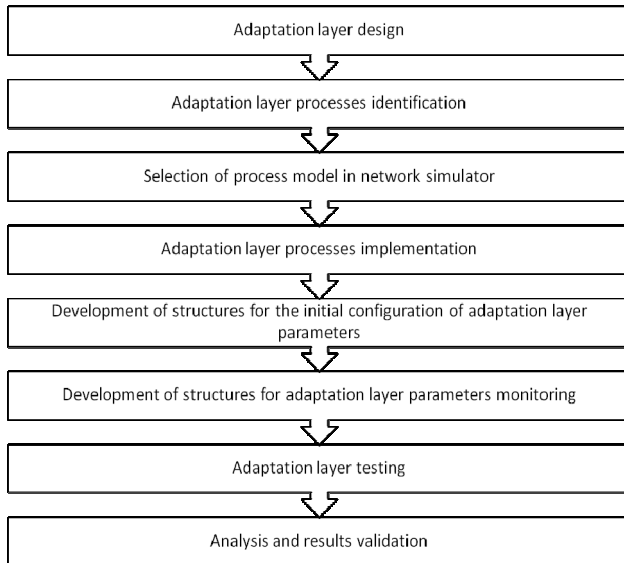 Adaptation layer design
Adaptation layer processes identification
Selection of process model in network simulator
Adaptation layer processes implementation
Development of structures for the initial configuration of adaptation layer
parameters
Development of structures for adaptation layer parameters monitoring
Adaptation layer testing
Analysis and results validation